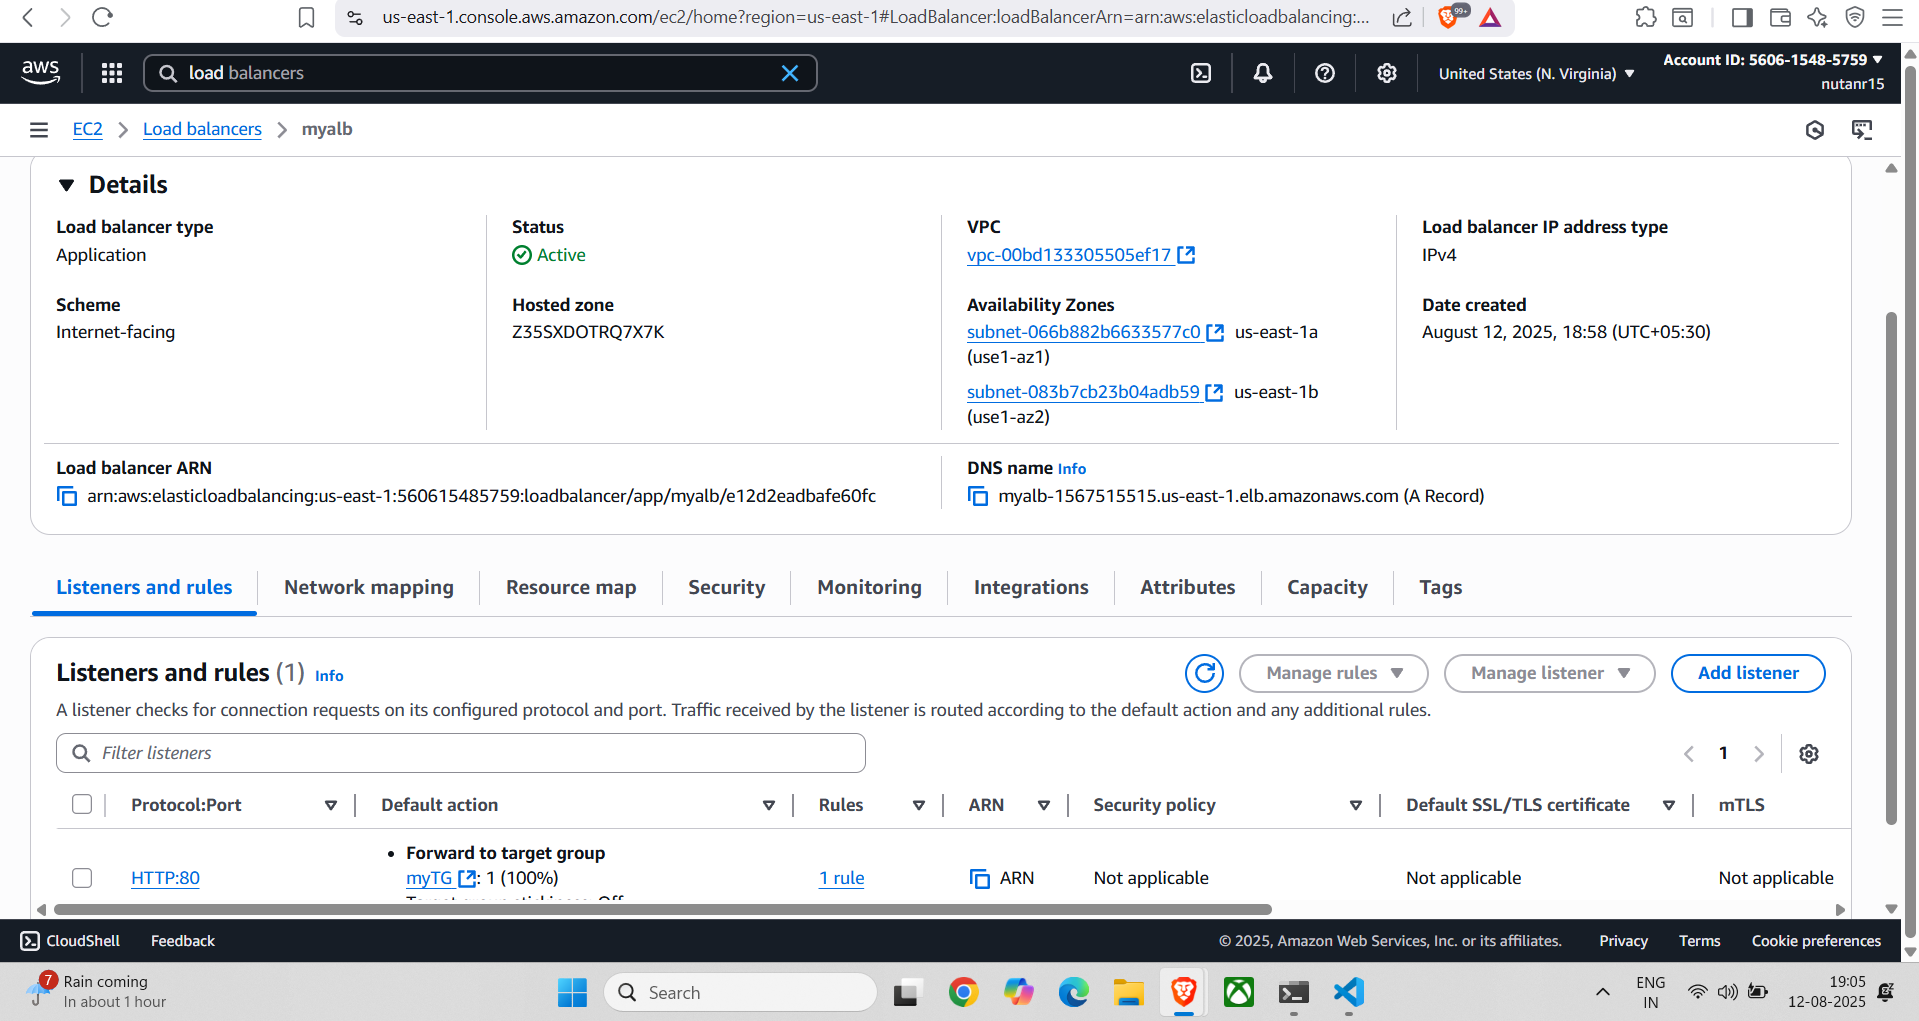 us-east-1.console.aws.amazon.com/ec2/home?region=us-east-1#LoadBalancer:loadBalancerArn=arn:aws:elasticloadbalancing:...
99+
aws
load balancers
United States (N. Virginia)
Account ID: 5606-1548-5759
nutanr15
EC2
Load balancers
myalb
Details
Load balancer type
Application
Status
Active
VPC
vpc-00bd133305505ef17
Load balancer IP address type
IPv4
Scheme
Internet-facing
Hosted zone
Z35SXDOTRQ7X7K
Availability Zones
subnet-066b882b6633577c0 us-east-1a
(use1-az1)
subnet-083b7cb23b04adb59 us-east-1b
(use1-az2)
Date created
August 12, 2025, 18:58 (UTC+05:30)
Load balancer ARN
arn:aws:elasticloadbalancing:us-east-1:560615485759:loadbalancer/app/myalb/e12d2eadbafe60fc
DNS name Info
myalb-1567515515.us-east-1.elb.amazonaws.com (A Record)
Listeners and rules
Network mapping
Resource map
Security
Monitoring
Integrations
Attributes
Capacity
Tags
Listeners and rules (1) Info
Manage rules
Manage listener
Add listener
A listener checks for connection requests on its configured protocol and port. Traffic received by the listener is routed according to the default action and any additional rules.
Filter listeners
1
Protocol:Port
Default action
Rules
ARN
Security policy
Default SSL/TLS certificate
mTLS
HTTP:80
• Forward to target group
myTG : 1 (100%)
Target group stickiness: Off
1 rule
ARN
Not applicable
Not applicable
Not applicable
CloudShell
Feedback
© 2025, Amazon Web Services, Inc. or its affiliates.
Privacy
Terms
Cookie preferences
7
Rain coming
In about 1 hour
Search
ENG
IN
19:05
12-08-2025